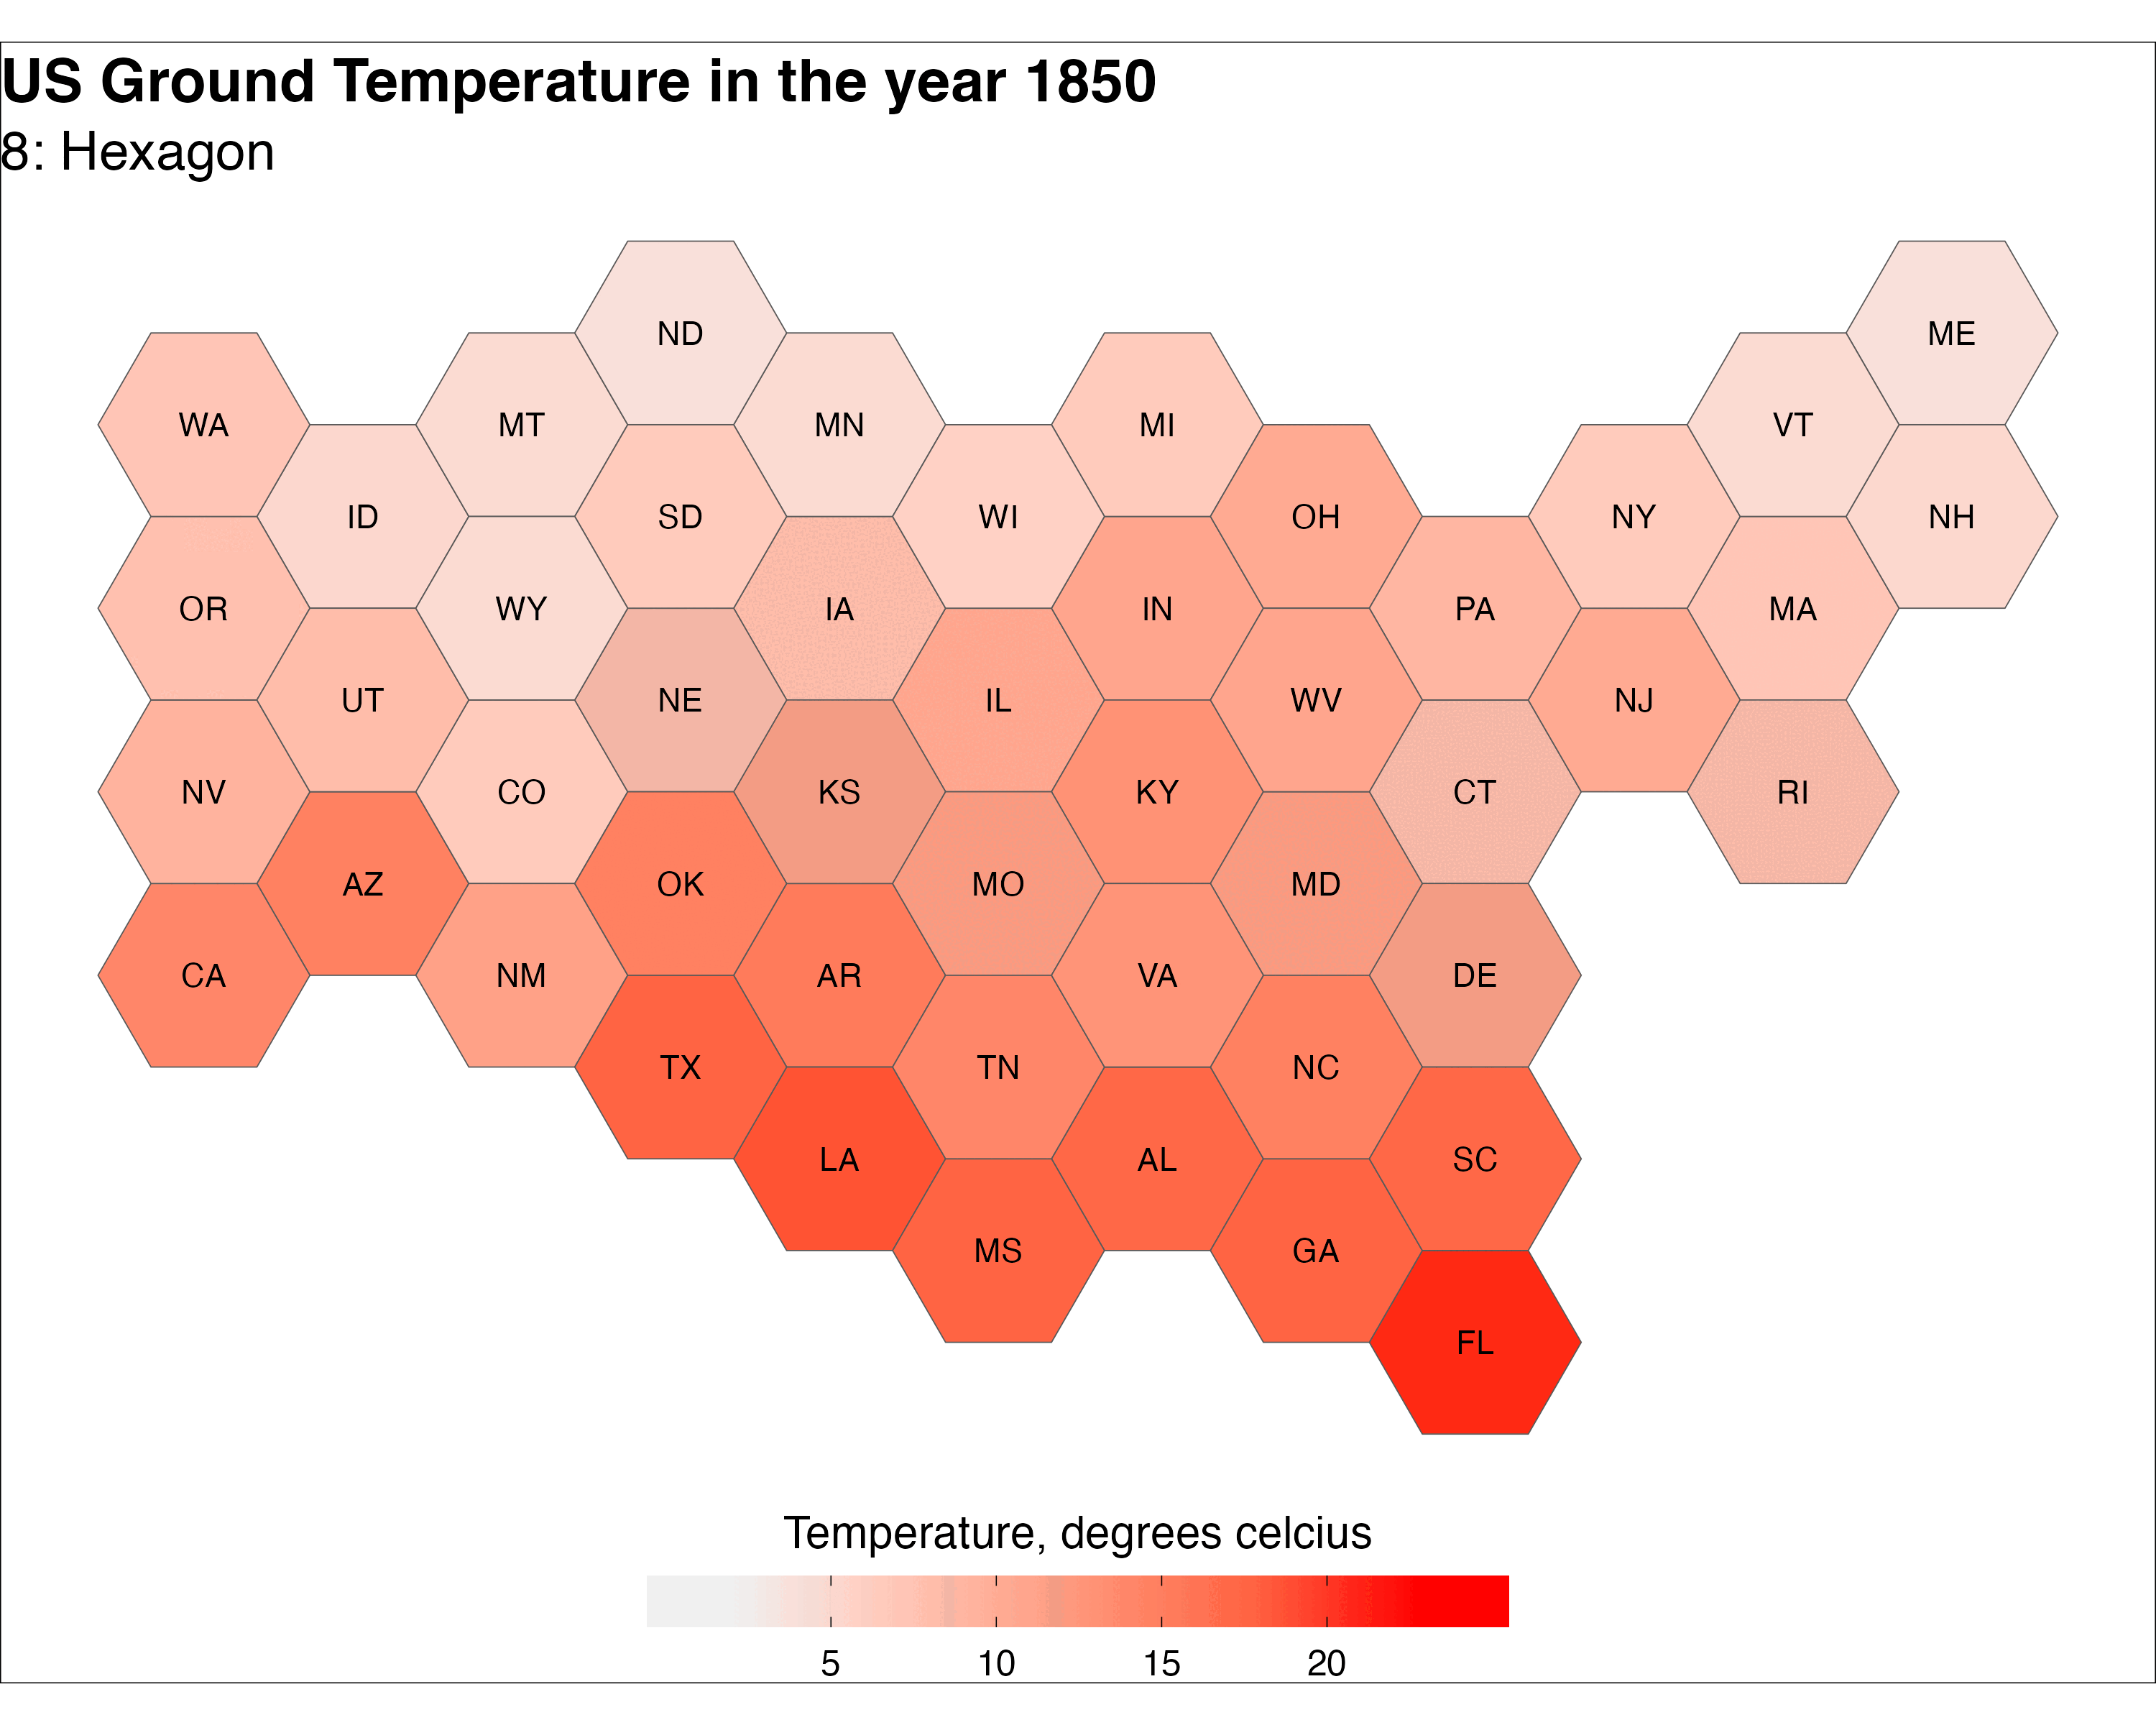 US Ground Temperature in the year 1850
8: Hexagon
ND
ME
WA
MT
MN
MI
VT
ID
SD
WI
OH
NY
NH
OR
WY
IA
IN
PA
MA
UT
NE
IL
WV
NJ
NV
CO
KS
KY
CT
RI
AZ
OK
MO
MD
CA
NM
AR
VA
DE
TX
TN
NC
LA
AL
SC
MS
GA
FL
Temperature, degrees celcius
5 10 15 20